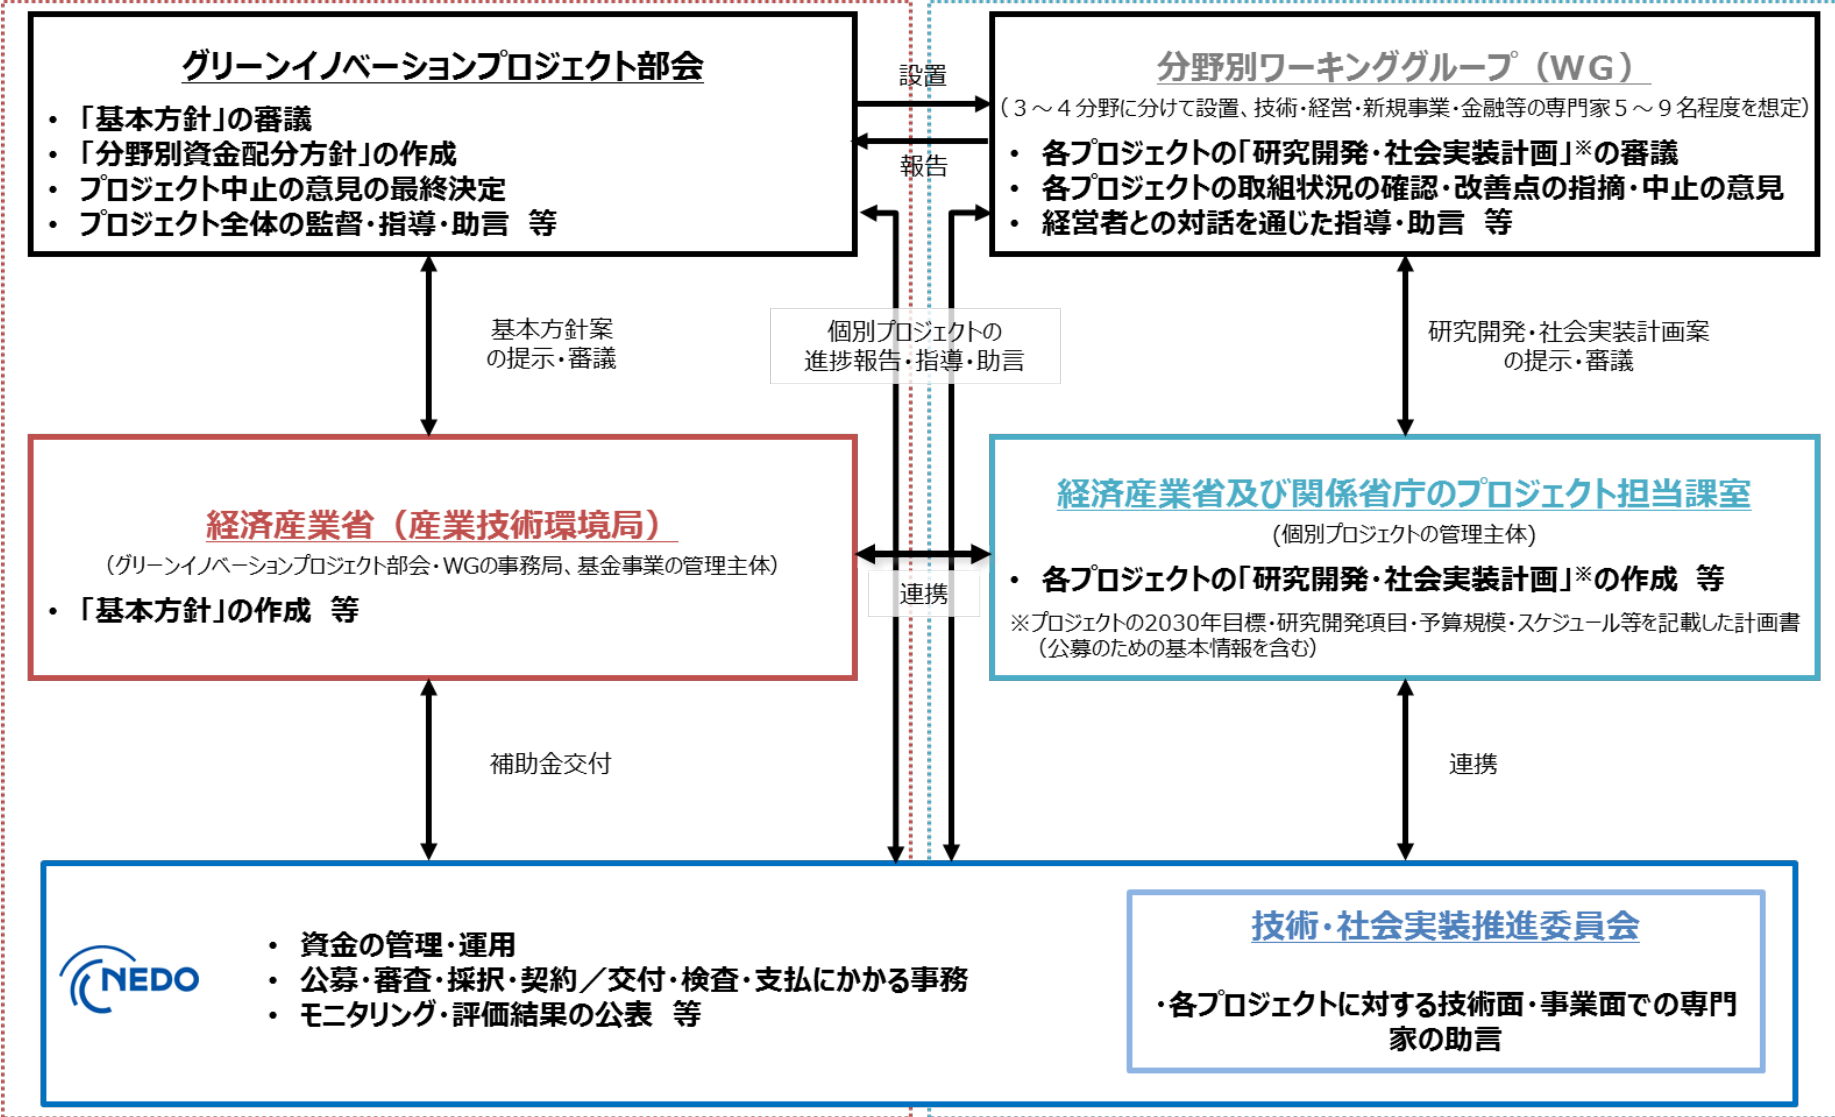 グリーンイノベーションプロジェクト部会
・「基本方針」の審議
・「分野別資金配分方針」の作成
・プロジェクト中止の意見の最終決定
・プロジェクト全体の監督・指導・助言 等
設置
報告
分野別ワーキンググループ（WG）
（３～４分野に分けて設置、技術・経営・新規事業・金融等の専門家５～９名程度を想定）
・各プロジェクトの「研究開発・社会実装計画」※の審議
・各プロジェクトの取組状況の確認・改善点の指摘・中止の意見
・経営者との対話を通じた指導・助言 等
基本方針案
の提示・審議
個別プロジェクトの
進捗報告・指導・助言
研究開発・社会実装計画案
の提示・審議
経済産業省（産業技術環境局）
（グリーンイノベーションプロジェクト部会・WGの事務局、基金事業の管理主体）
・「基本方針」の作成 等
連携
経済産業省及び関係省庁のプロジェクト担当課室
(個別プロジェクトの管理主体)
・各プロジェクトの「研究開発・社会実装計画」※の作成 等
※プロジェクトの2030年目標・研究開発項目・予算規模・スケジュール等を記載した計画書
（公募のための基本情報を含む）
補助金交付
連携
NEDO
・資金の管理・運用
・公募・審査・採択・契約／交付・検査・支払にかかる事務
・モニタリング・評価結果の公表 等
技術・社会実装推進委員会
・各プロジェクトに対する技術面・事業面での専門
家の助言